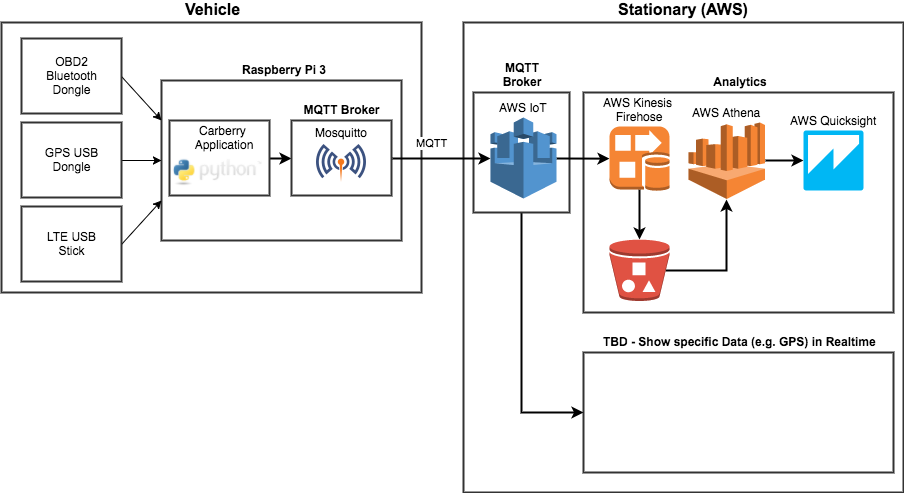 Vehicle
OBD2
Bluetooth
Dongle
GPS USB
Dongle
LTE USB
Stick
Raspberry Pi 3
Carberry
Application
python
MQTT Broker
Mosquitto
MQTT
Stationary (AWS)
MQTT
Broker
AWS IoT
Analytics
AWS Kinesis
Firehose
AWS Athena
AWS Quicksight
TBD - Show specific Data (e.g. GPS) in Realtime